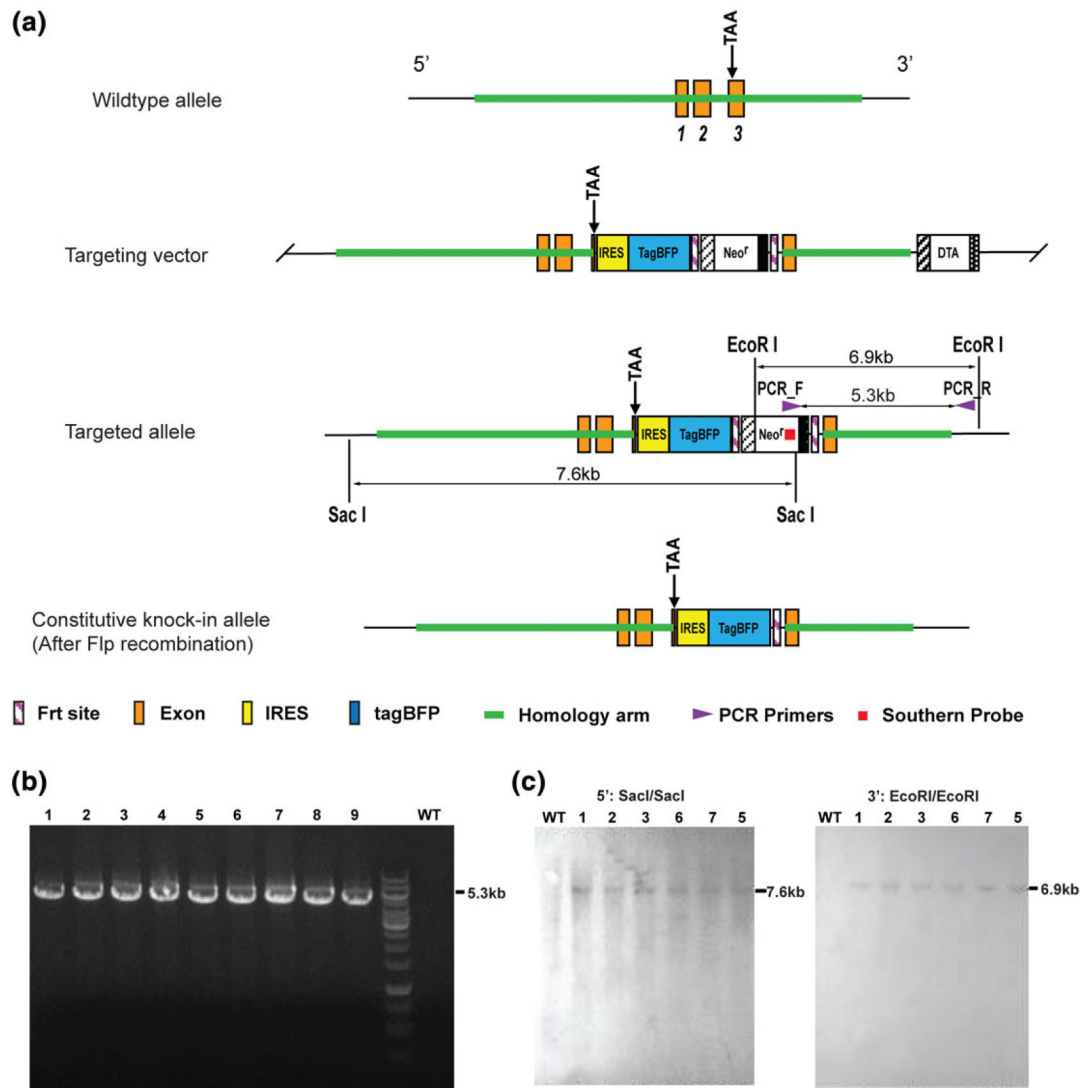 (a)
5’ 3’
TAA
Wildtype allele
1 2 3
TAA
Targeting vector
IRES TagBFP Neoʳ DTA
EcoR I EcoR I
6.9kb
TAA
PCR_F PCR_R
5.3kb
Targeted allele
IRES TagBFP Neoʳ
7.6kb
Sac I Sac I
TAA
Constitutive knock-in allele
(After Flp recombination)
IRES TagBFP
Frt site Exon IRES tagBFP Homology arm PCR Primers Southern Probe
(b)
1 2 3 4 5 6 7 8 9 WT
5.3kb
(c)
5’: SacI/SacI
WT 1 2 3 6 7 5
7.6kb
3’: EcoRI/EcoRI
WT 1 2 3 6 7 5
6.9kb